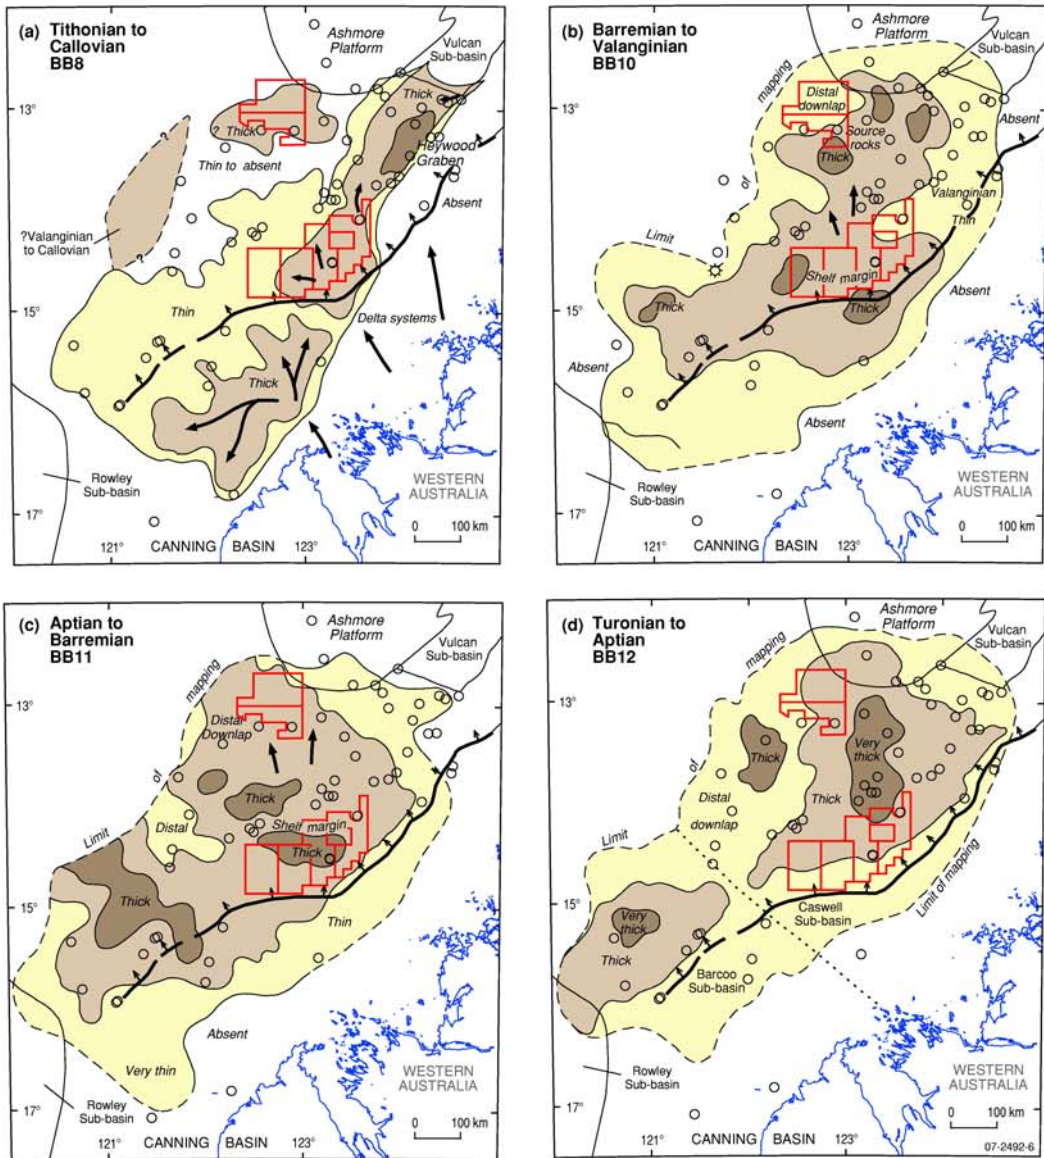 (a) Tithonian to
Callovian
BB8
Ashmore
Platform
Vulcan
Sub-basin
13°
Thick
? Thick
Heywood
Graben
Thin to absent
Absent
?
?
?Valanginian
to Callovian
15°
Thin
Delta systems
Thick
Rowley
Sub-basin
WESTERN
AUSTRALIA
17°
0 100 km
121° CANNING BASIN 123°
(b) Barremian to
Valanginian
BB10
Ashmore
Platform
Vulcan
Sub-basin
mapping
13°
Distal
downlap
Absent
Source
rocks
Thick
of
Valanginian
Thin
Limit
Shelf margin
15°
Thick
Thick
Absent
Absent
Absent
Rowley
Sub-basin
WESTERN
AUSTRALIA
17°
0 100 km
121° CANNING BASIN 123°
(c) Aptian to
Barremian
BB11
Ashmore
Platform
Vulcan
Sub-basin
mapping
13°
Distal
Downlap
of
Thick
Distal
Shelf margin
Limit
Thick
Thick
15°
Thin
Absent
Very thin
WESTERN
AUSTRALIA
Rowley
Sub-basin
17°
0 100 km
121° CANNING BASIN 123°
(d) Turonian to
Aptian
BB12
Ashmore
Platform
Vulcan
Sub-basin
mapping
13°
Very
thick
Thick
of
Distal
downlap
Thick
Limit
Limit of mapping
15°
Caswell
Sub-basin
Very
thick
Thick
Barcoo
Sub-basin
WESTERN
AUSTRALIA
Rowley
Sub-basin
17°
0 100 km
121° CANNING BASIN 123°
07-2492-6